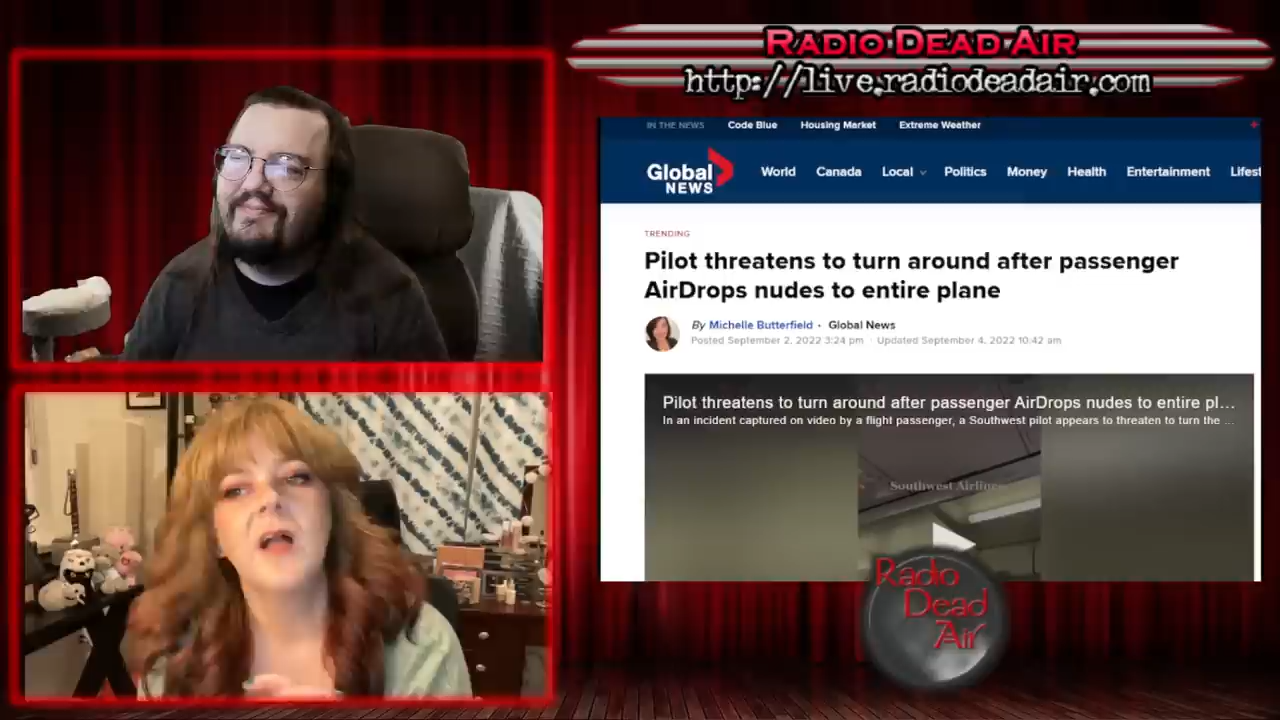 RADIO DEAD AIR
http://live.radiodeadair.com
IN THE NEWS Code Blue Housing Market Extreme Weather
Global NEWS World Canada Local Politics Money Health Entertainment Lifest
TRENDING
Pilot threatens to turn around after passenger
AirDrops nudes to entire plane
By Michelle Butterfield · Global News
Posted September 2, 2022 3:24 pm · Updated September 4, 2022 10:42 am
Pilot threatens to turn around after passenger AirDrops nudes to entire pl...
In an incident captured on video by a flight passenger, a Southwest pilot appears to threaten to turn the ...
Southwest Airlines
Radio
Dead
Air